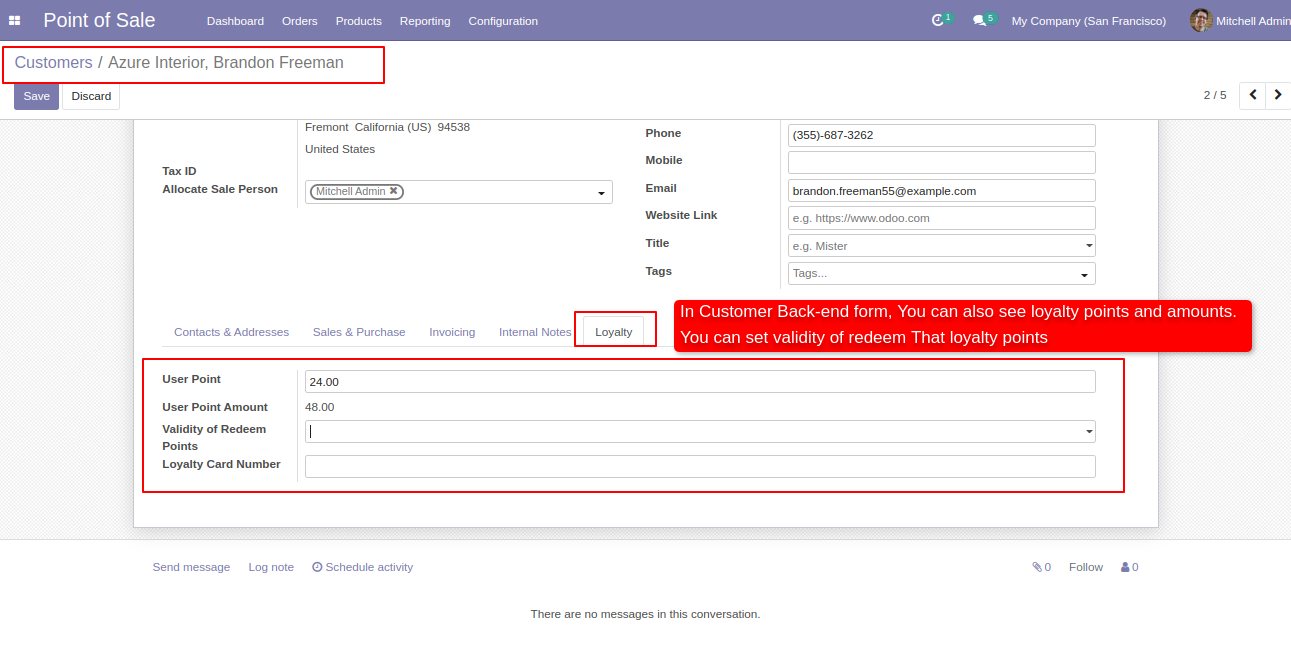 Point of Sale Dashboard Orders Products Reporting Configuration 1 5 My Company (San Francisco) Mitchell Admin
Customers / Azure Interior, Brandon Freeman
Save Discard 2 / 5
Fremont California (US) 94538
United States
Tax ID
Allocate Sale Person Mitchell Admin ✖
Phone (355)-687-3262
Mobile
Email brandon.freeman55@example.com
Website Link e.g. https://www.odoo.com
Title e.g. Mister
Tags Tags...
Contacts & Addresses Sales & Purchase Invoicing Internal Notes Loyalty
In Customer Back-end form, You can also see loyalty points and amounts.
You can set validity of redeem That loyalty points
User Point 24.00
User Point Amount 48.00
Validity of Redeem
Points
Loyalty Card Number
Send message Log note Schedule activity 0 Follow 0
There are no messages in this conversation.